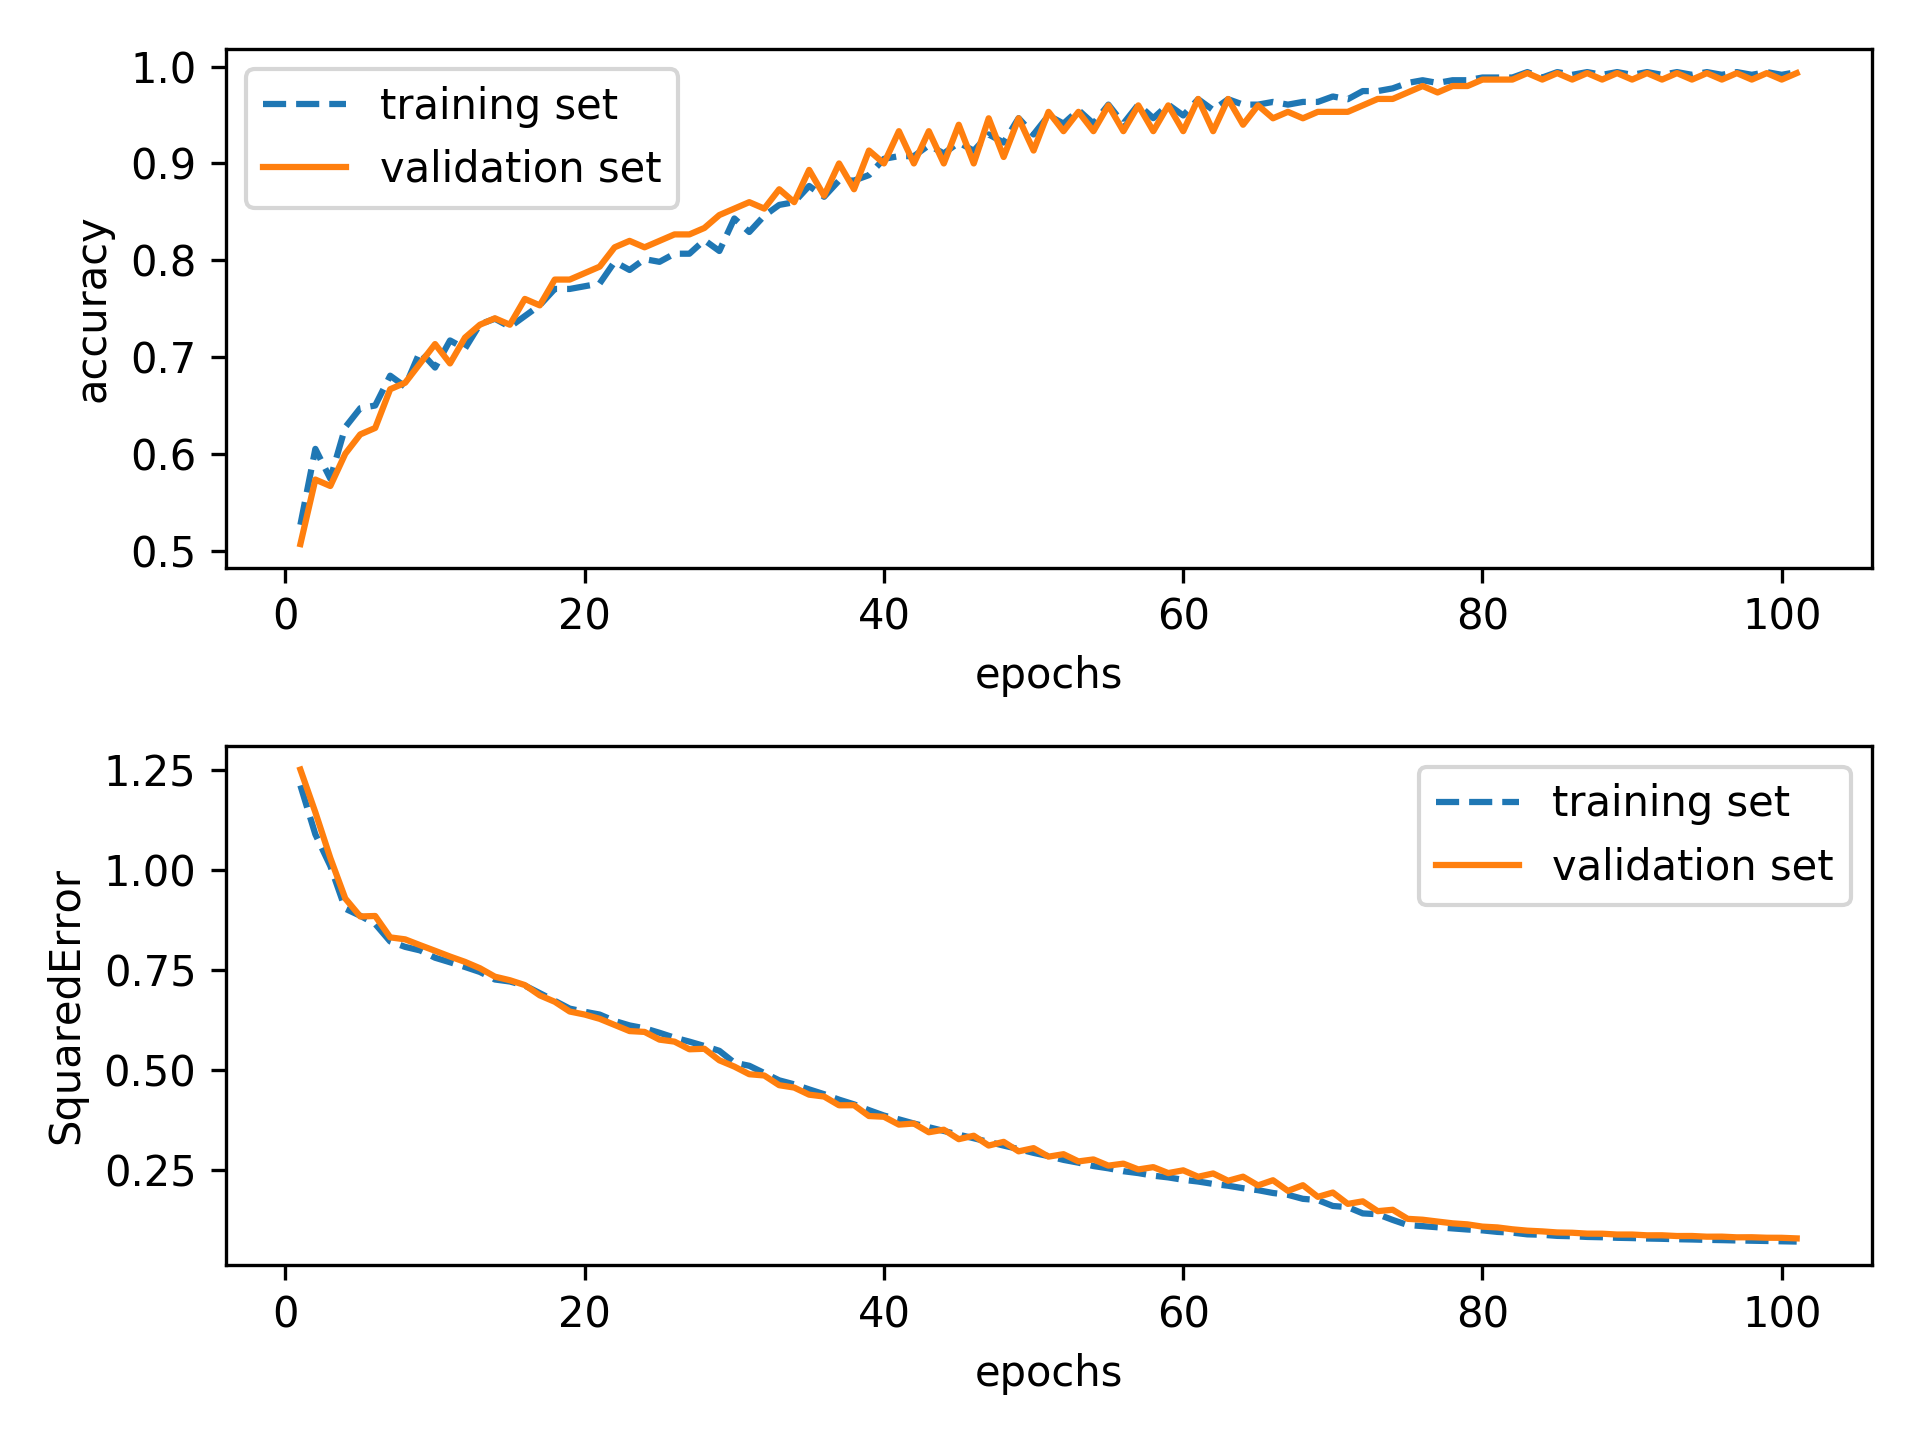 1.0
0.9
0.8
0.7
0.6
0.5
accuracy
training set
validation set
0 20 40 60 80 100
epochs
1.25
1.00
0.75
0.50
0.25
SquaredError
training set
validation set
0 20 40 60 80 100
epochs